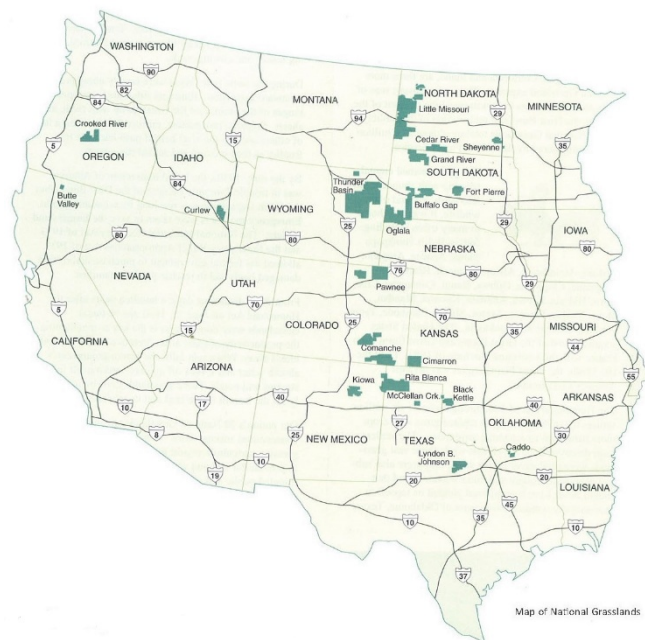 WASHINGTON
90
82
84
MONTANA
94
NORTH DAKOTA
Little Missouri
29
MINNESOTA
Crooked River
5
OREGON
IDAHO
15
Cedar River
Sheyenne
Grand River
35
SOUTH DAKOTA
84
Thunder
Basin
Fort Pierre
Butte
Valley
Curlew
WYOMING
Buffalo Gap
25
Oglala
29
IOWA
80
80
NEBRASKA
80
NEVADA
UTAH
76
80
Pawnee
29
70
5
15
COLORADO
25
KANSAS
70
35
MISSOURI
CALIFORNIA
Comanche
44
ARIZONA
Cimarron
Kiowa
Rita Blanca
55
McClellan Crk.
Black
Kettle
10
17
40
40
ARKANSAS
27
OKLAHOMA
8
25
NEW MEXICO
TEXAS
30
Lyndon B.
Johnson
Caddo
19
10
20
20
LOUISIANA
45
10
35
10
37
Map of National Grasslands